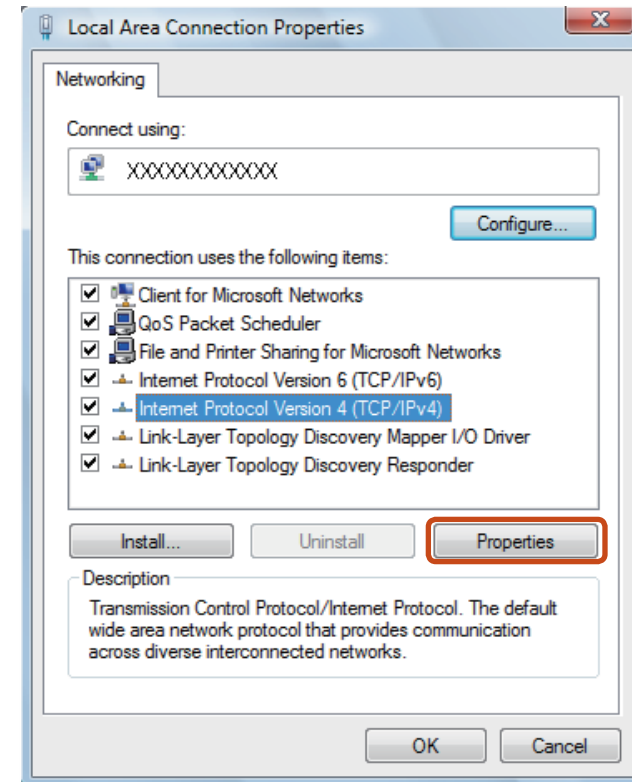 Local Area Connection Properties
Networking
Connect using:
XXXXXXXXXXXX
Configure...
This connection uses the following items:
Client for Microsoft Networks
QoS Packet Scheduler
File and Printer Sharing for Microsoft Networks
Internet Protocol Version 6 (TCP/IPv6)
Internet Protocol Version 4 (TCP/IPv4)
Link-Layer Topology Discovery Mapper I/O Driver
Link-Layer Topology Discovery Responder
Install... Uninstall Properties
Description
Transmission Control Protocol/Internet Protocol. The default
wide area network protocol that provides communication
across diverse interconnected networks.
OK Cancel